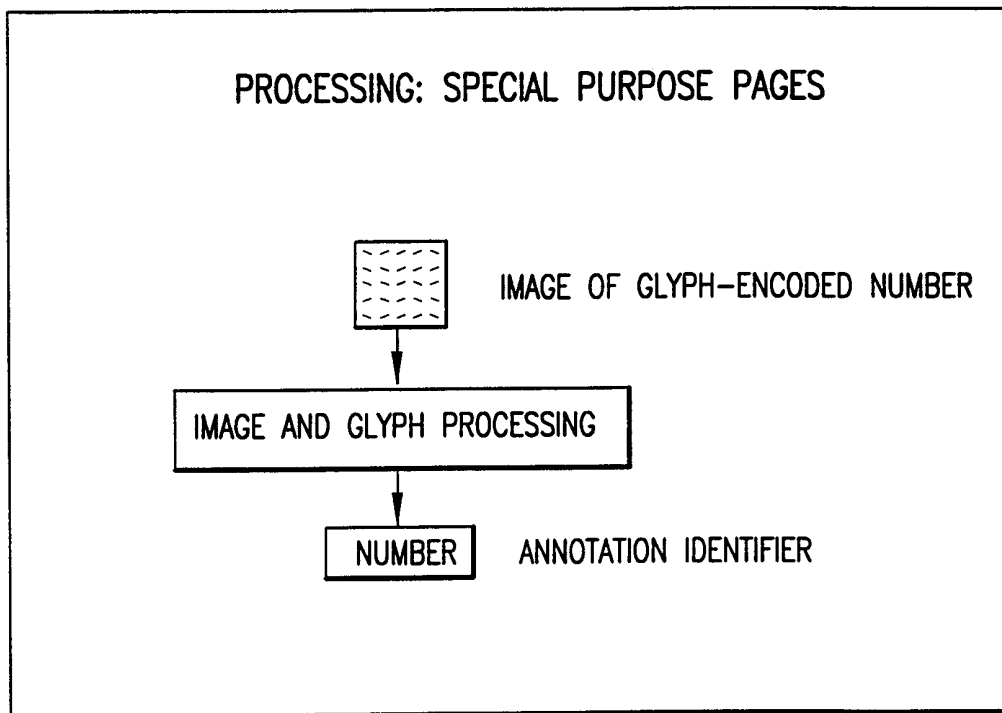 PROCESSING: SPECIAL PURPOSE PAGES
IMAGE OF GLYPH-ENCODED NUMBER
IMAGE AND GLYPH PROCESSING
NUMBER ANNOTATION IDENTIFIER